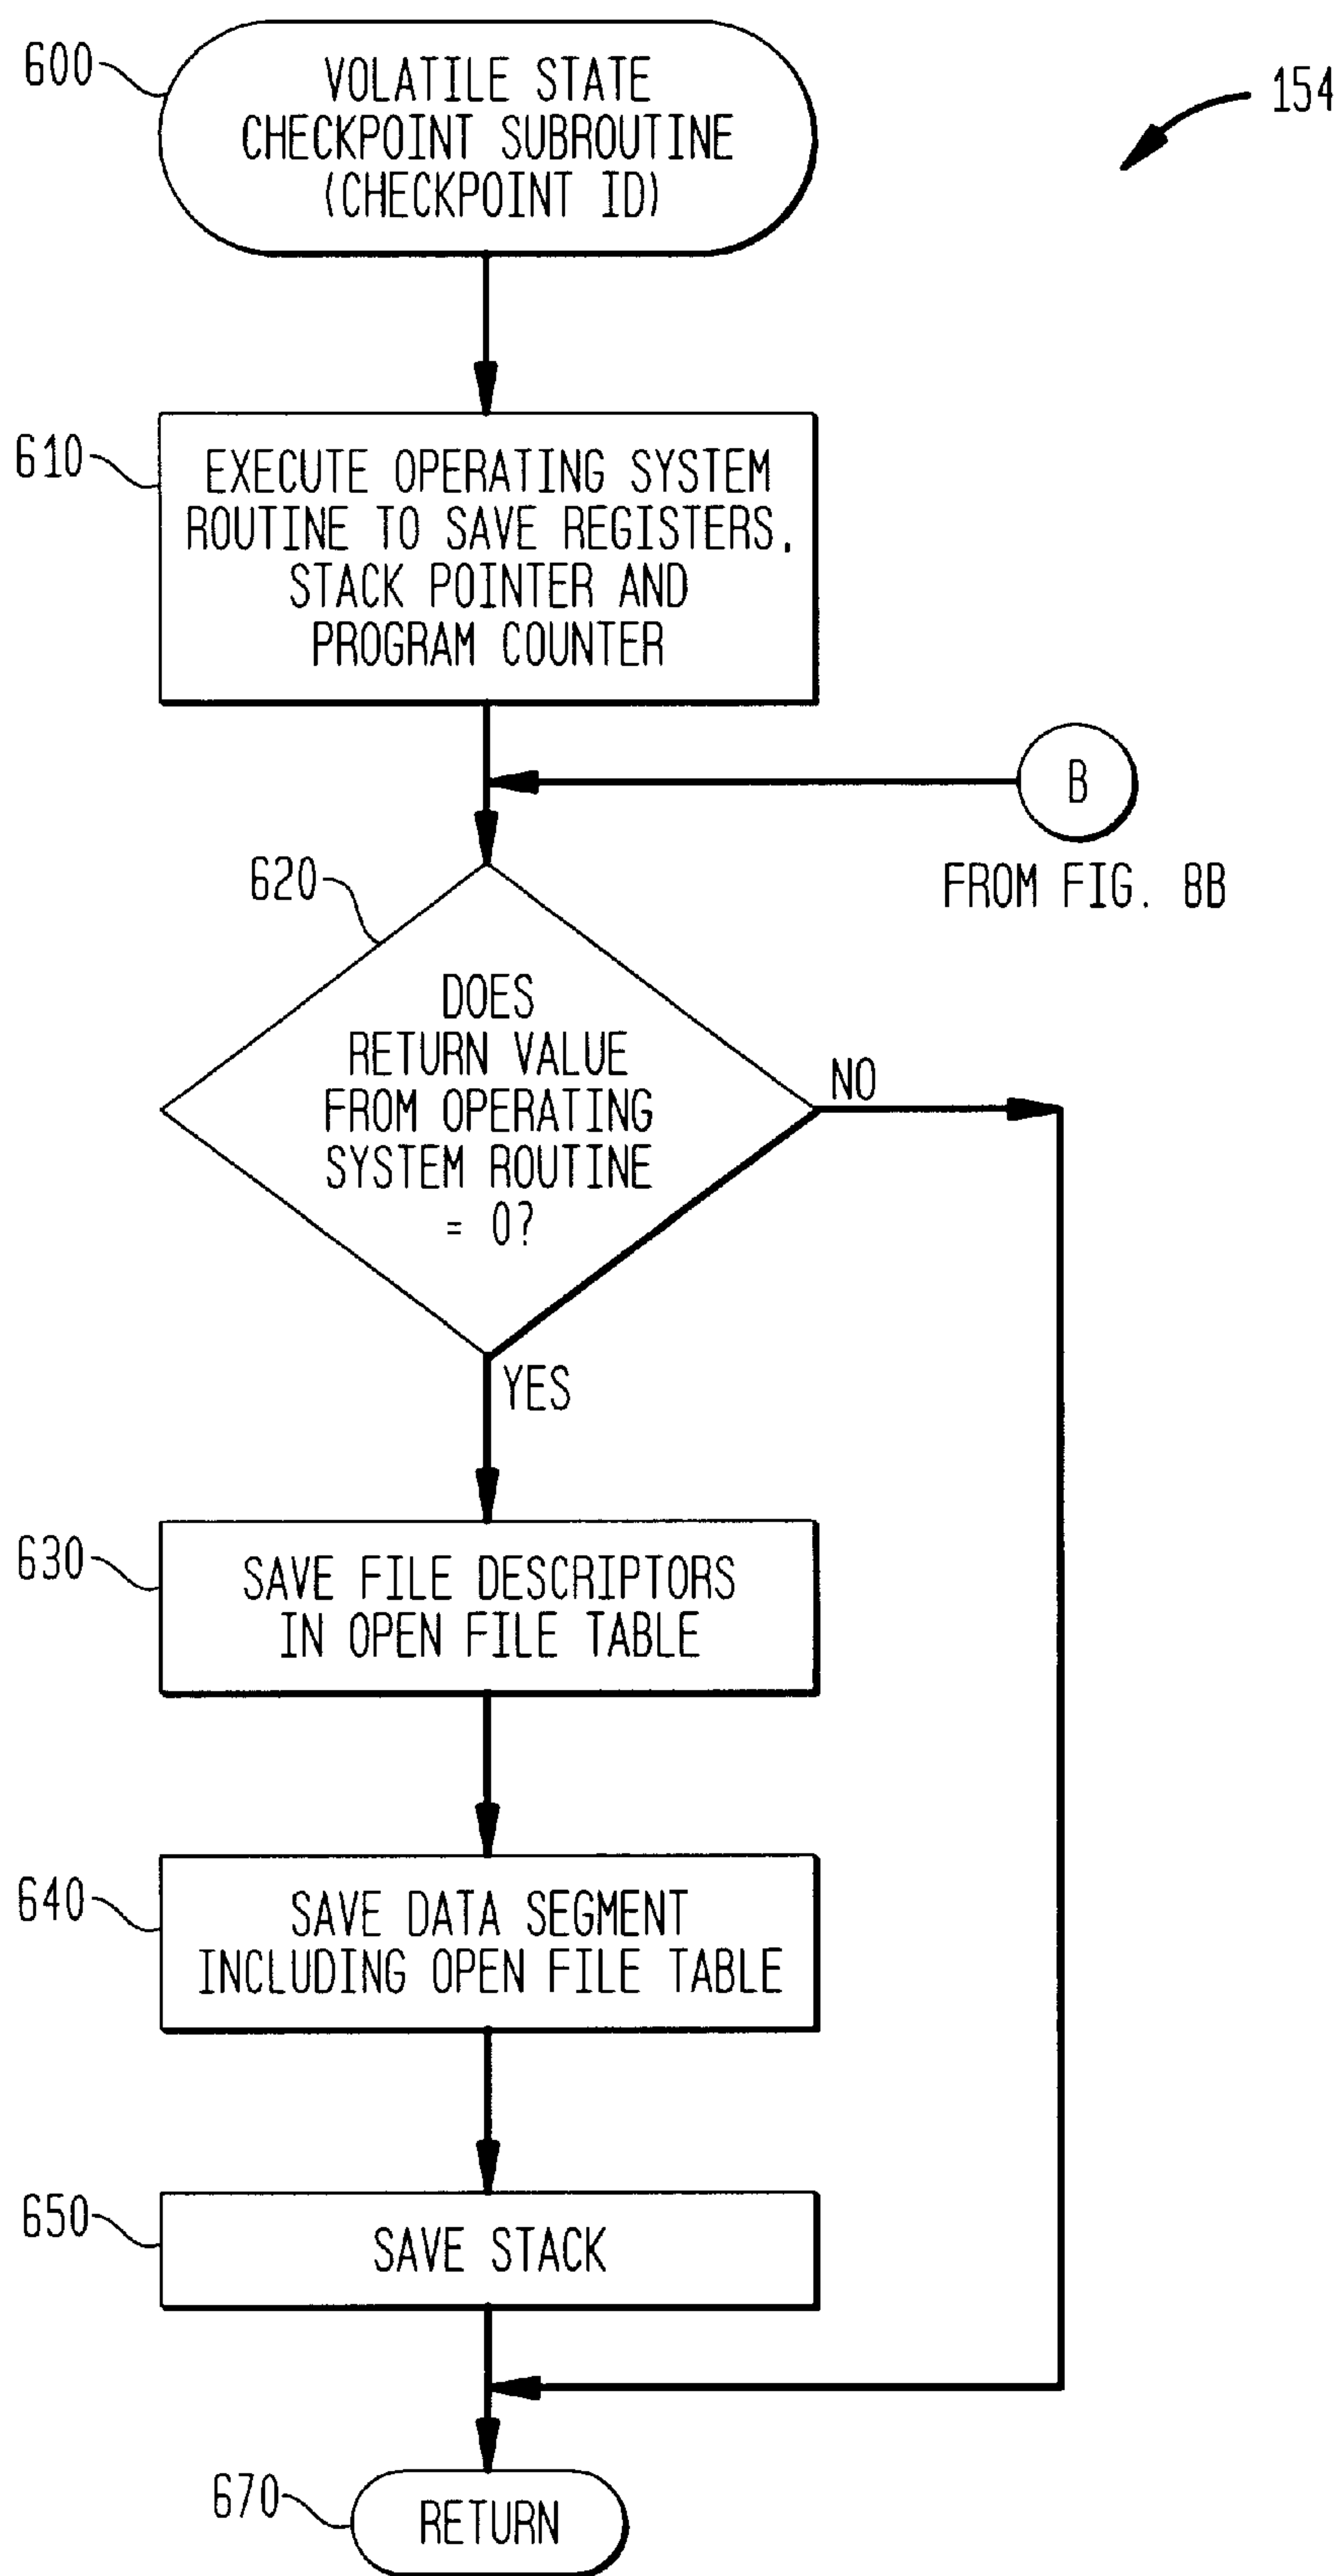 600
VOLATILE STATE
CHECKPOINT SUBROUTINE
(CHECKPOINT ID)
154
610
EXECUTE OPERATING SYSTEM
ROUTINE TO SAVE REGISTERS,
STACK POINTER AND
PROGRAM COUNTER
B
FROM FIG. 8B
620
DOES
RETURN VALUE
FROM OPERATING
SYSTEM ROUTINE
= 0?
NO
YES
630
SAVE FILE DESCRIPTORS
IN OPEN FILE TABLE
640
SAVE DATA SEGMENT
INCLUDING OPEN FILE TABLE
650
SAVE STACK
670
RETURN